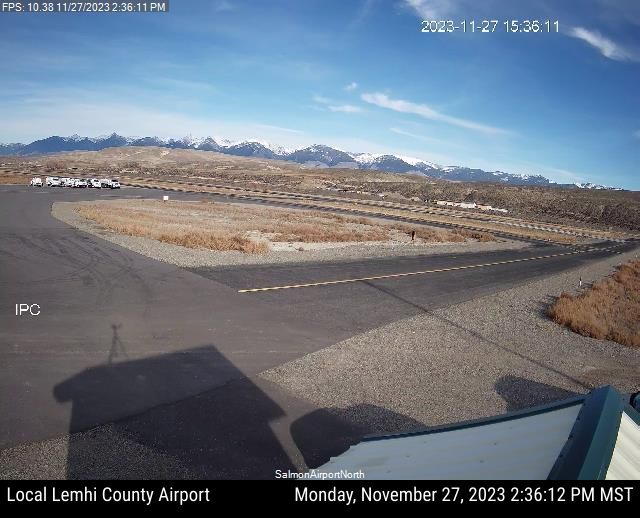 FPS: 10.38 11/27/2023 2:36:11 PM
2023-11-27 15:36:11
IPC
SalmonAirportNorth
Local Lemhi County Airport
Monday, November 27, 2023 2:36:12 PM MST